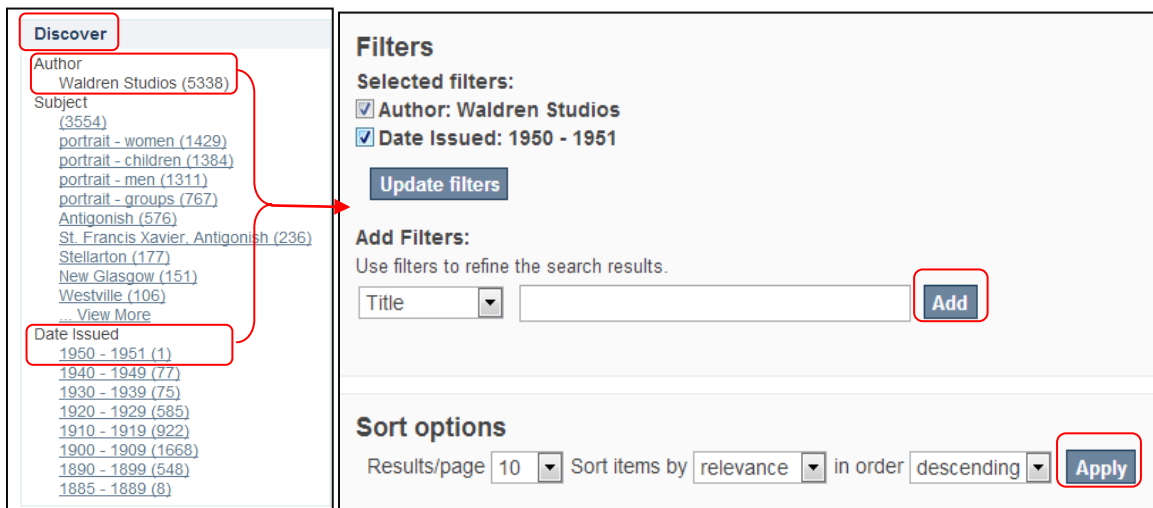 Discover
Author
Waldren Studios (5338)
Subject
(3554)
portrait - women (1429)
portrait - children (1384)
portrait - men (1311)
portrait - groups (767)
Antigonish (576)
St. Francis Xavier, Antigonish (236)
Stellarton (177)
New Glasgow (151)
Westville (106)
... View More
Date Issued
1950 - 1951 (1)
1940 - 1949 (77)
1930 - 1939 (75)
1920 - 1929 (585)
1910 - 1919 (922)
1900 - 1909 (1668)
1890 - 1899 (548)
1885 - 1889 (8)
Filters
Selected filters:
Author: Waldren Studios
Date Issued: 1950 - 1951
Update filters
Add Filters:
Use filters to refine the search results.
Title Add
Sort options
Results/page 10 Sort items by relevance in order descending Apply